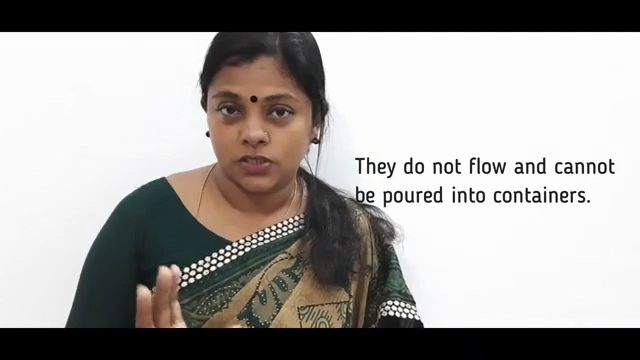 They do not flow and cannot
be poured into containers.